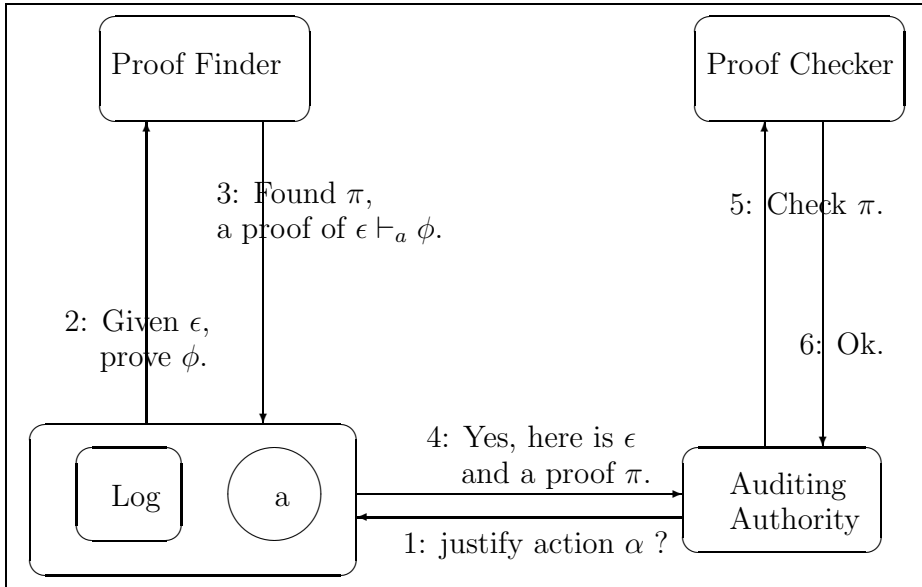 Proof Finder
Proof Checker
3: Found π,
a proof of ϵ ⊢ₐ ϕ.
5: Check π.
2: Given ϵ,
prove ϕ.
6: Ok.
4: Yes, here is ϵ
and a proof π.
Log
a
Auditing
Authority
1: justify action α ?